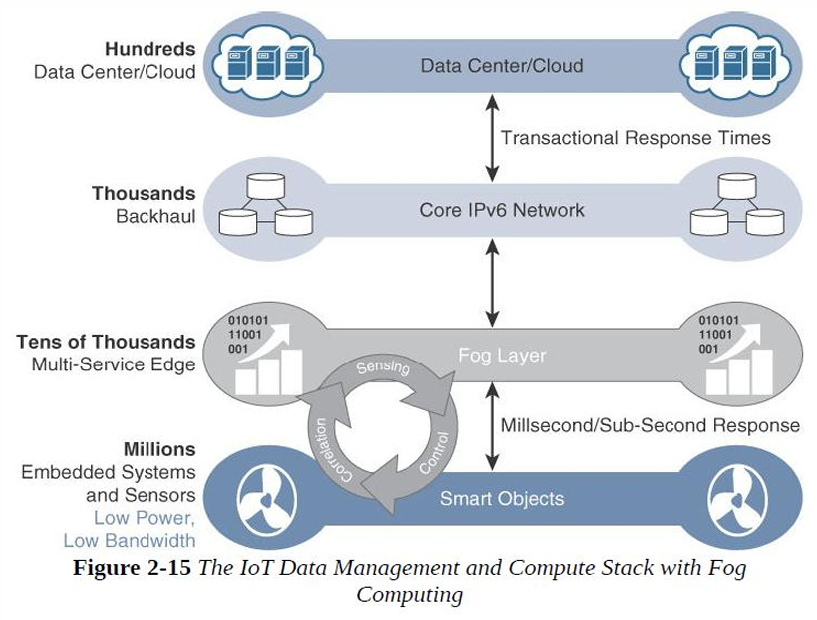 Hundreds
Data Center/Cloud
Data Center/Cloud
Transactional Response Times
Thousands
Backhaul
Core IPv6 Network
010101
11001
001
010101
11001
001
Tens of Thousands
Multi-Service Edge
Fog Layer
Sensing
Control
Correlation
Millsecond/Sub-Second Response
Millions
Embedded Systems
and Sensors
Low Power,
Low Bandwidth
Smart Objects
Figure 2-15 The IoT Data Management and Compute Stack with Fog
Computing